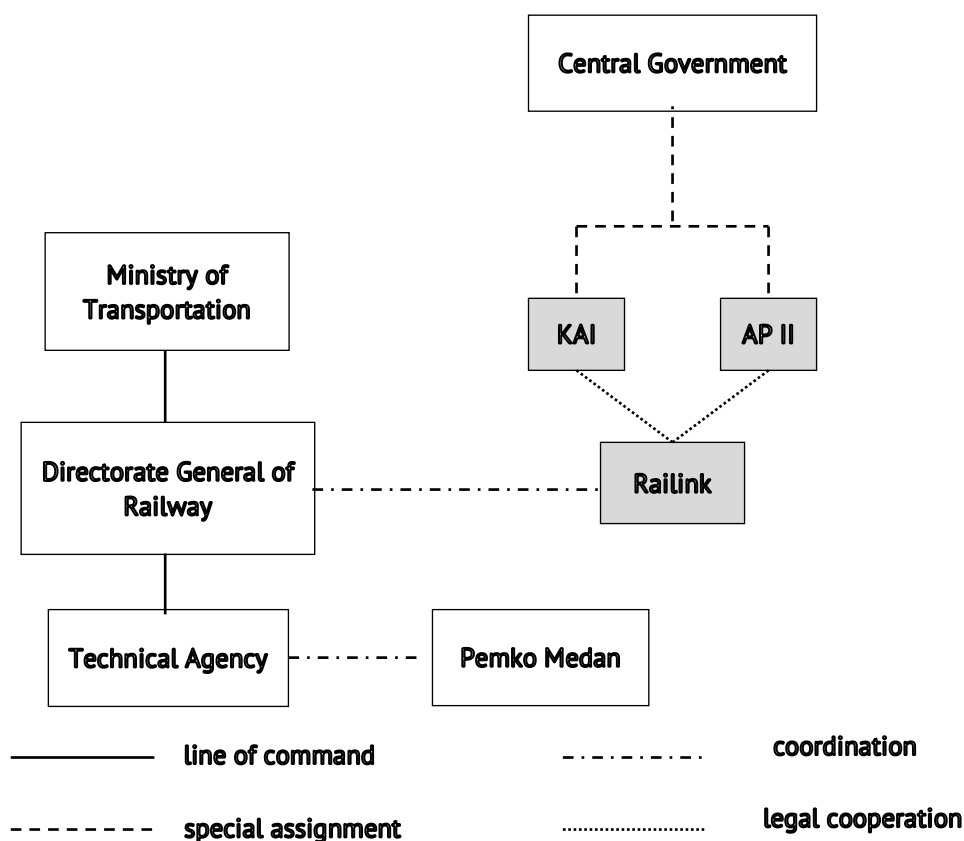 Central Government
Ministry of
Transportation
KAI
AP II
Directorate General of
Railway
Railink
Technical Agency
Pemko Medan
line of command
coordination
special assignment
legal cooperation